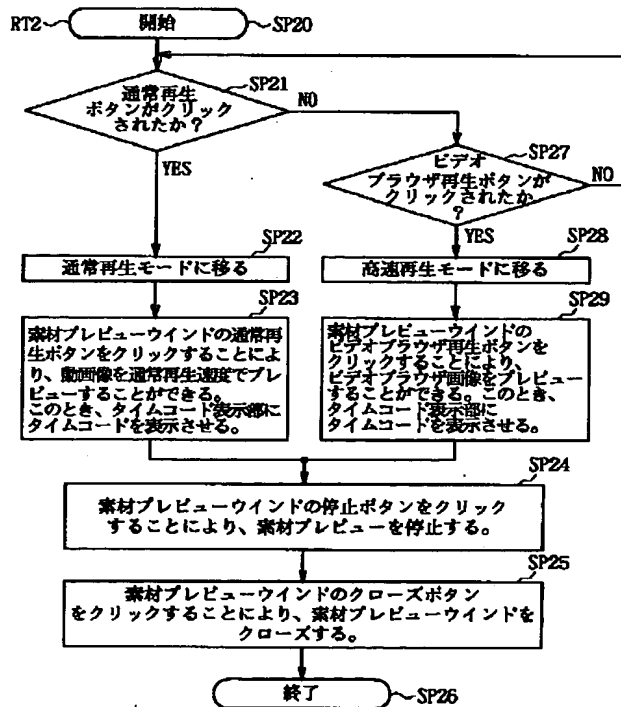 RT2
開始
SP20
SP21
通常再生
ボタンがクリック
されたか？
NO
YES
SP27
ビデオ
ブラウザ再生ボタンが
クリックされたか
？
NO
YES
SP22
通常再生モードに移る
SP28
高速再生モードに移る
SP23
素材プレビューウインドの通常再
生ボタンをクリックすることによ
り、動画像を通常再生速度でプレ
ビューすることができる。
このとき、タイムコード表示部に
タイムコードを表示させる。
SP29
素材プレビューウインドの
ビデオブラウザ再生ボタンを
クリックすることにより、
ビデオブラウザ画像をプレビュー
することができる。このとき、
タイムコード表示部に
タイムコードを表示させる。
SP24
素材プレビューウインドの停止ボタンをクリック
することにより、素材プレビューを停止する。
SP25
素材プレビューウインドのクローズボタン
をクリックすることにより、素材プレビューウインドを
クローズする。
終了
SP26